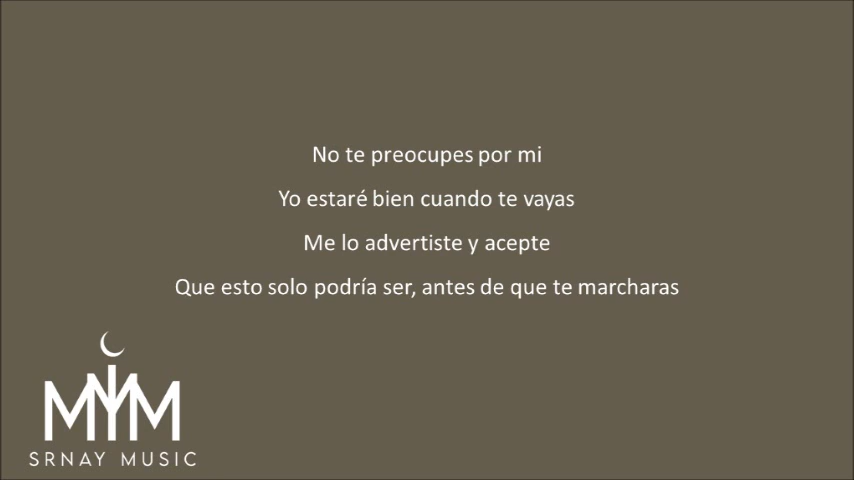 No te preocupes por mi
Yo estaré bien cuando te vayas
Me lo advertiste y acepte
Que esto solo podría ser, antes de que te marcharas
MYM
SRNAY MUSIC